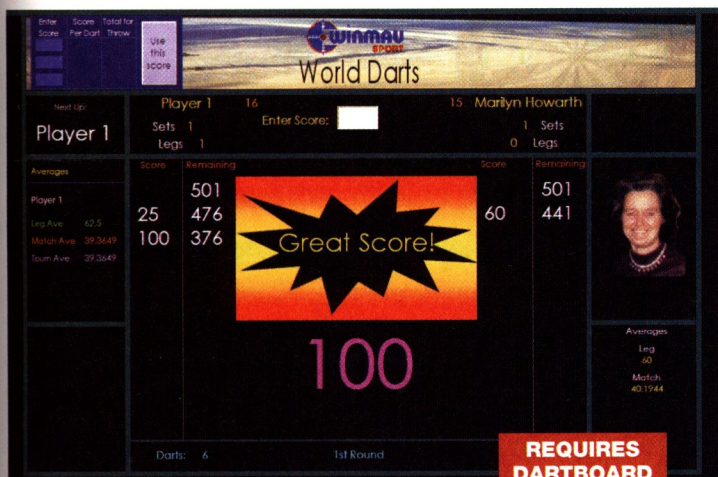 Enter Score Total for
Score Per Dart Throw
Use
this
score
WINMAU
SPORT
World Darts
Next Up:
Player 1
Player 1 16
Sets 1
Legs 1
Enter Score:
15 Marilyn Howarth
1 Sets
0 Legs
Averages
Player 1
Leg Ave 62.5
Match Ave 39.3649
Tourn Ave 39.3649
Score Remaining
501
25 476
100 376
Great Score!
100
Score Remaining
501
60 441
Averages
Leg
60
Match
40.1944
Darts: 6 1st Round
REQUIRES
DARTBOARD